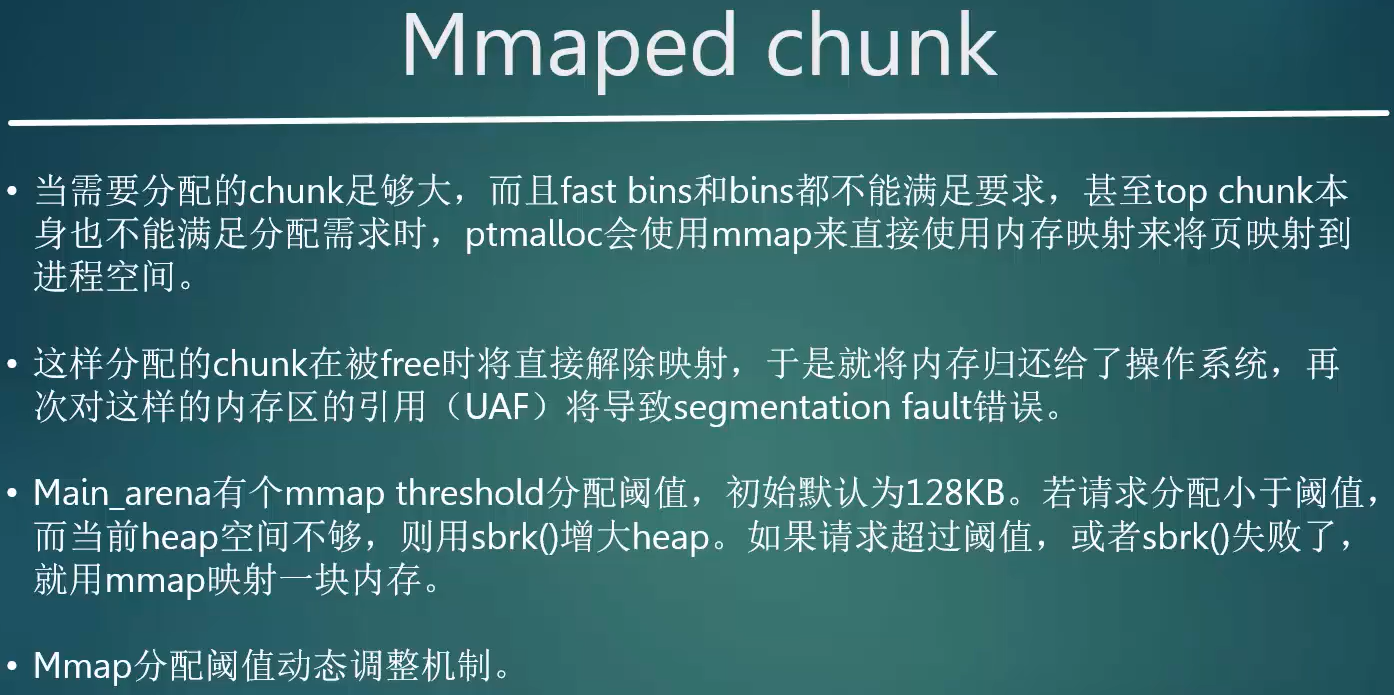 Mmaped chunk
• 当需要分配的chunk足够大，而且fast bins和bins都不能满足要求，甚至top chunk本
身也不能满足分配需求时，ptmalloc会使用mmap来直接使用内存映射来将页映射到
进程空间。
• 这样分配的chunk在被free时将直接解除映射，于是就将内存归还给了操作系统，再
次对这样的内存区的引用（UAF）将导致segmentation fault错误。
• Main_arena有个mmap threshold分配阈值，初始默认为128KB。若请求分配小于阈值，
而当前heap空间不够，则用sbrk()增大heap。如果请求超过阈值，或者sbrk()失败了，
就用mmap映射一块内存。
• Mmap分配阈值动态调整机制。